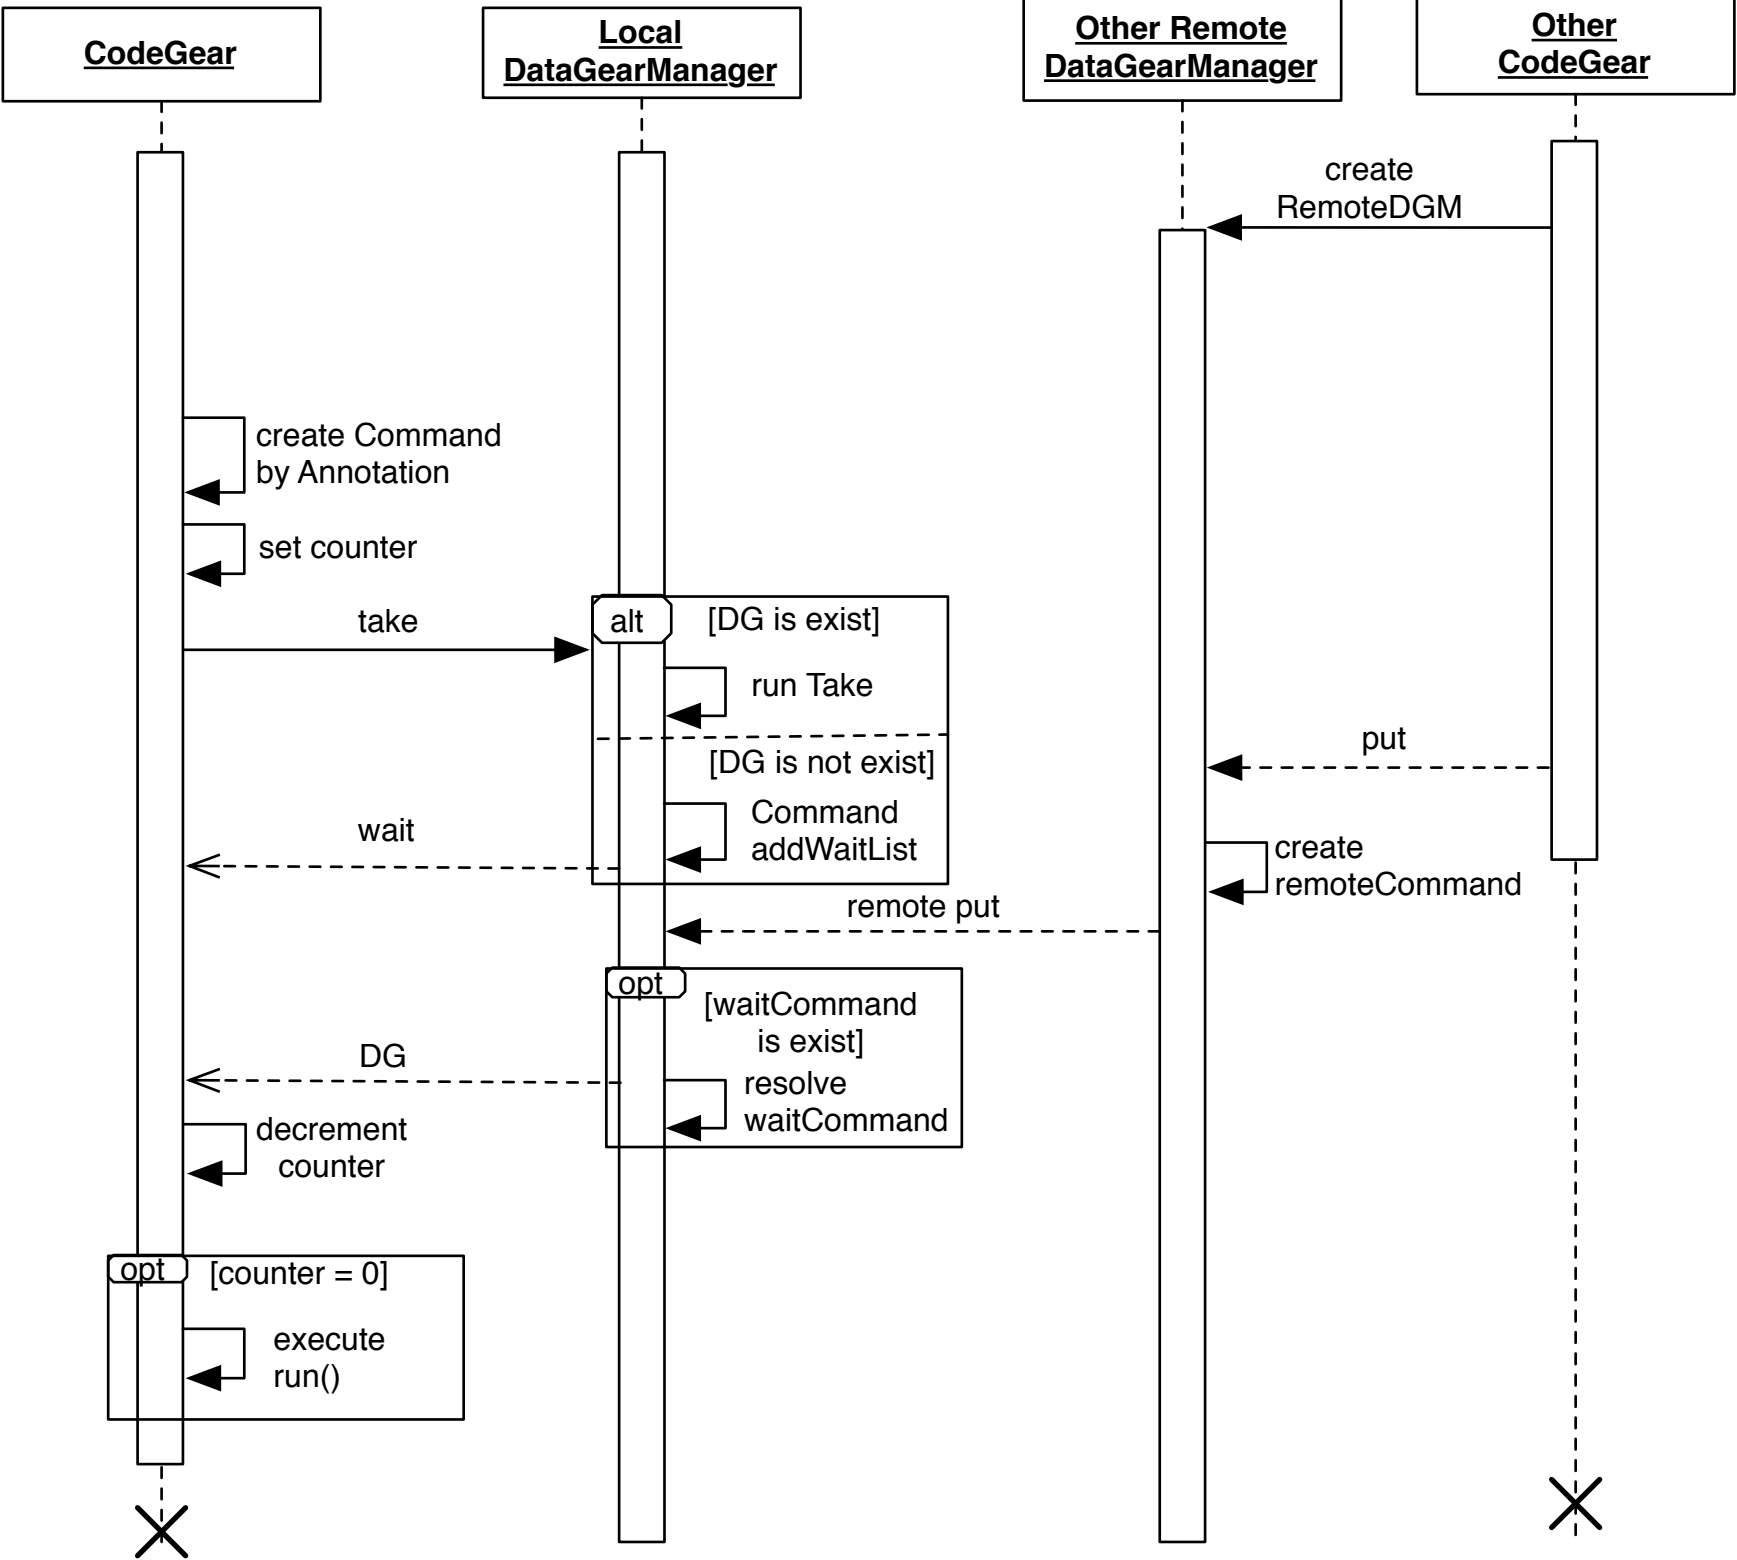 CodeGear
Local
DataGearManager
Other Remote
DataGearManager
Other
CodeGear
create
RemoteDGM
create Command
by Annotation
set counter
take
alt
[DG is exist]
run Take
[DG is not exist]
put
Command
addWaitList
wait
create
remoteCommand
remote put
opt
[waitCommand
is exist]
DG
resolve
waitCommand
decrement
counter
opt
[counter = 0]
execute
run()